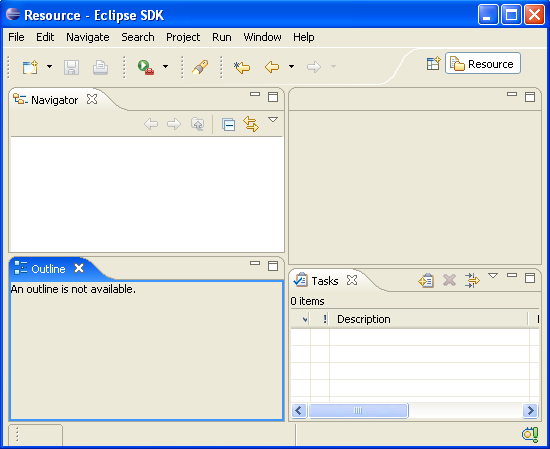 Resource - Eclipse SDK
File Edit Navigate Search Project Run Window Help
Resource
Navigator
Outline
An outline is not available.
Tasks
0 items
! Description